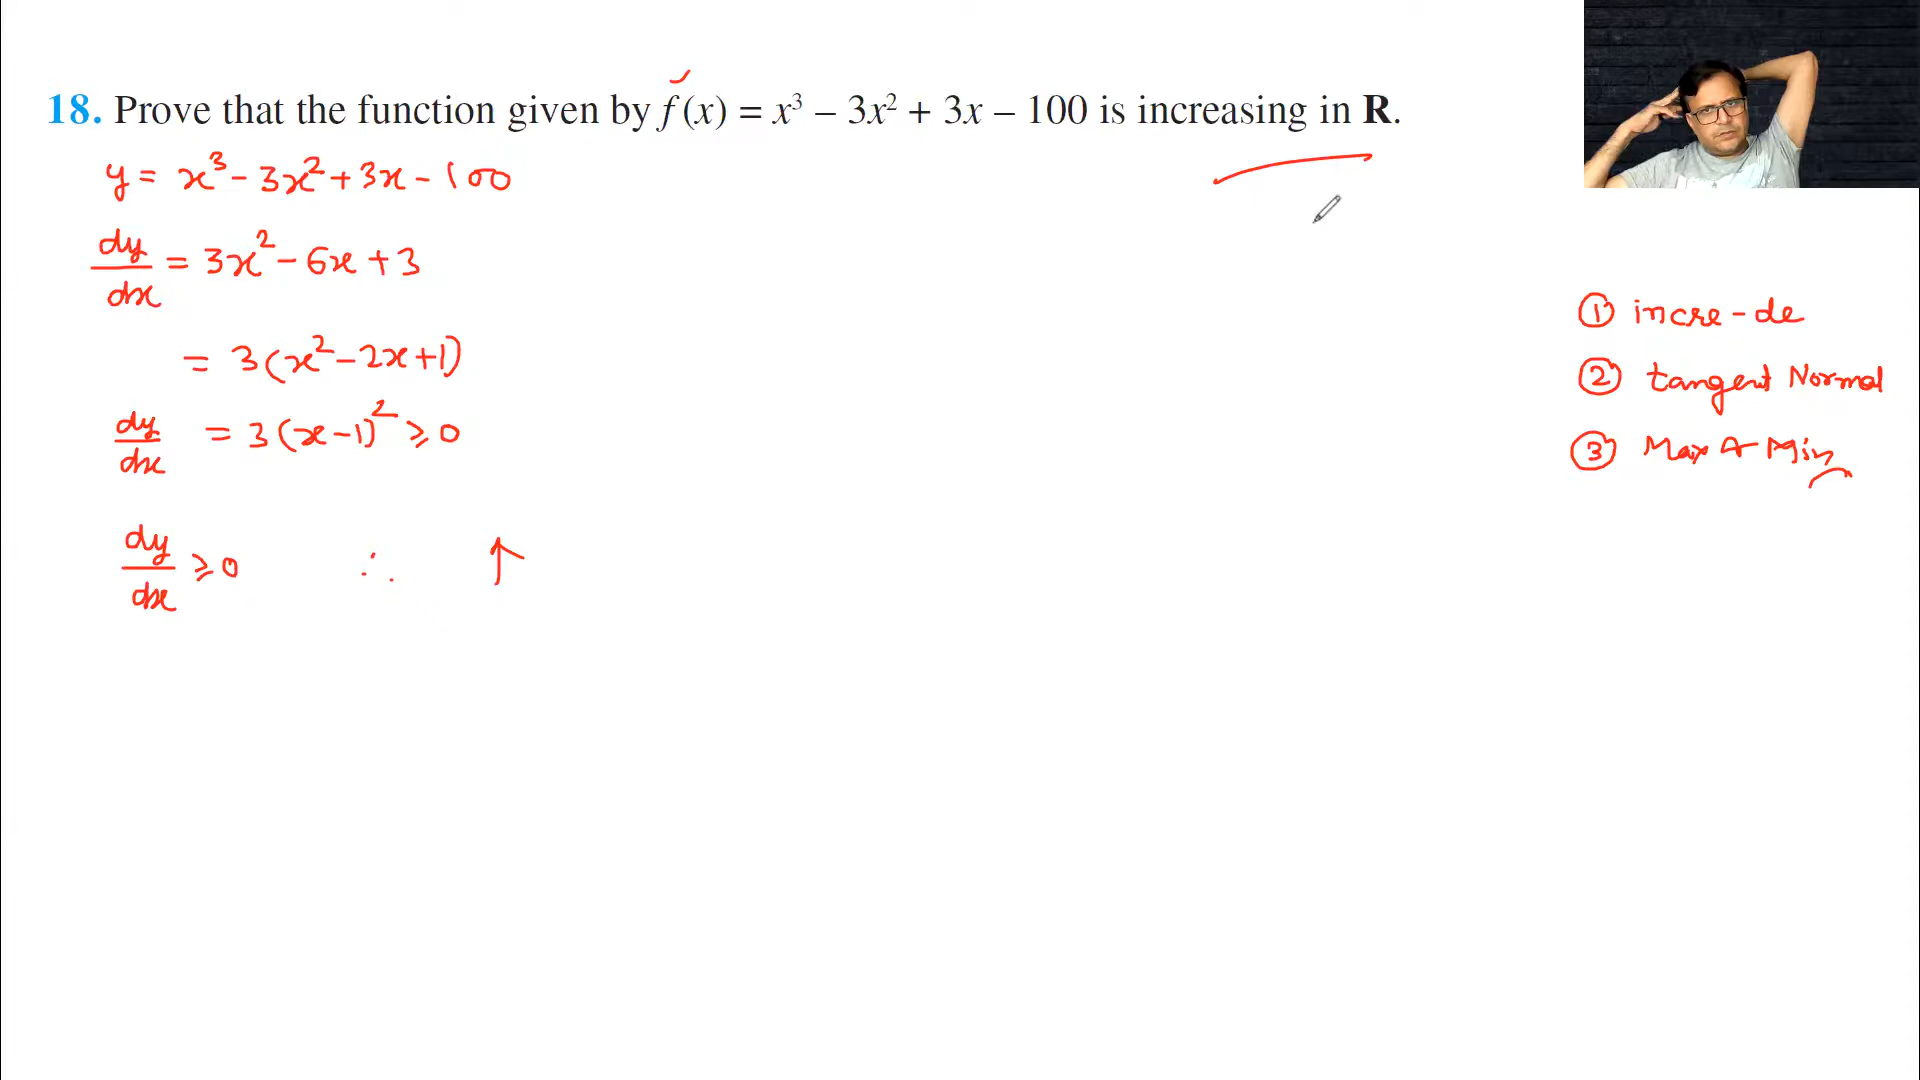 18. Prove that the function given by f(x) = x³ – 3x² + 3x – 100 is increasing in R.
y = x³ - 3x² + 3x - 100
dy/dx = 3x² - 6x + 3
= 3(x² - 2x + 1)
dy/dx = 3(x - 1)² ≥ 0
dy/dx ≥ 0 ∴ ↑
① incre - de
② tangent Normal
③ Max & Min